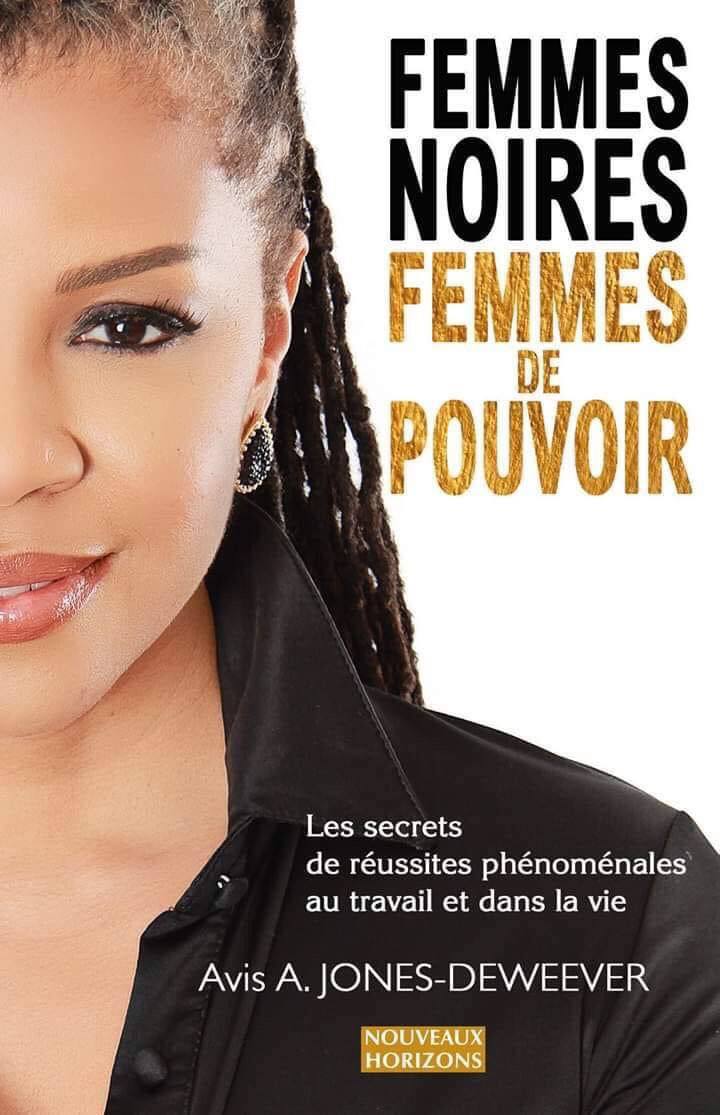 FEMMES
NOIRES
FEMMES
DE
POUVOIR
Les secrets
de réussites phénoménales
au travail et dans la vie
Avis A. JONES-DEWEEVER
NOUVEAUX
HORIZONS